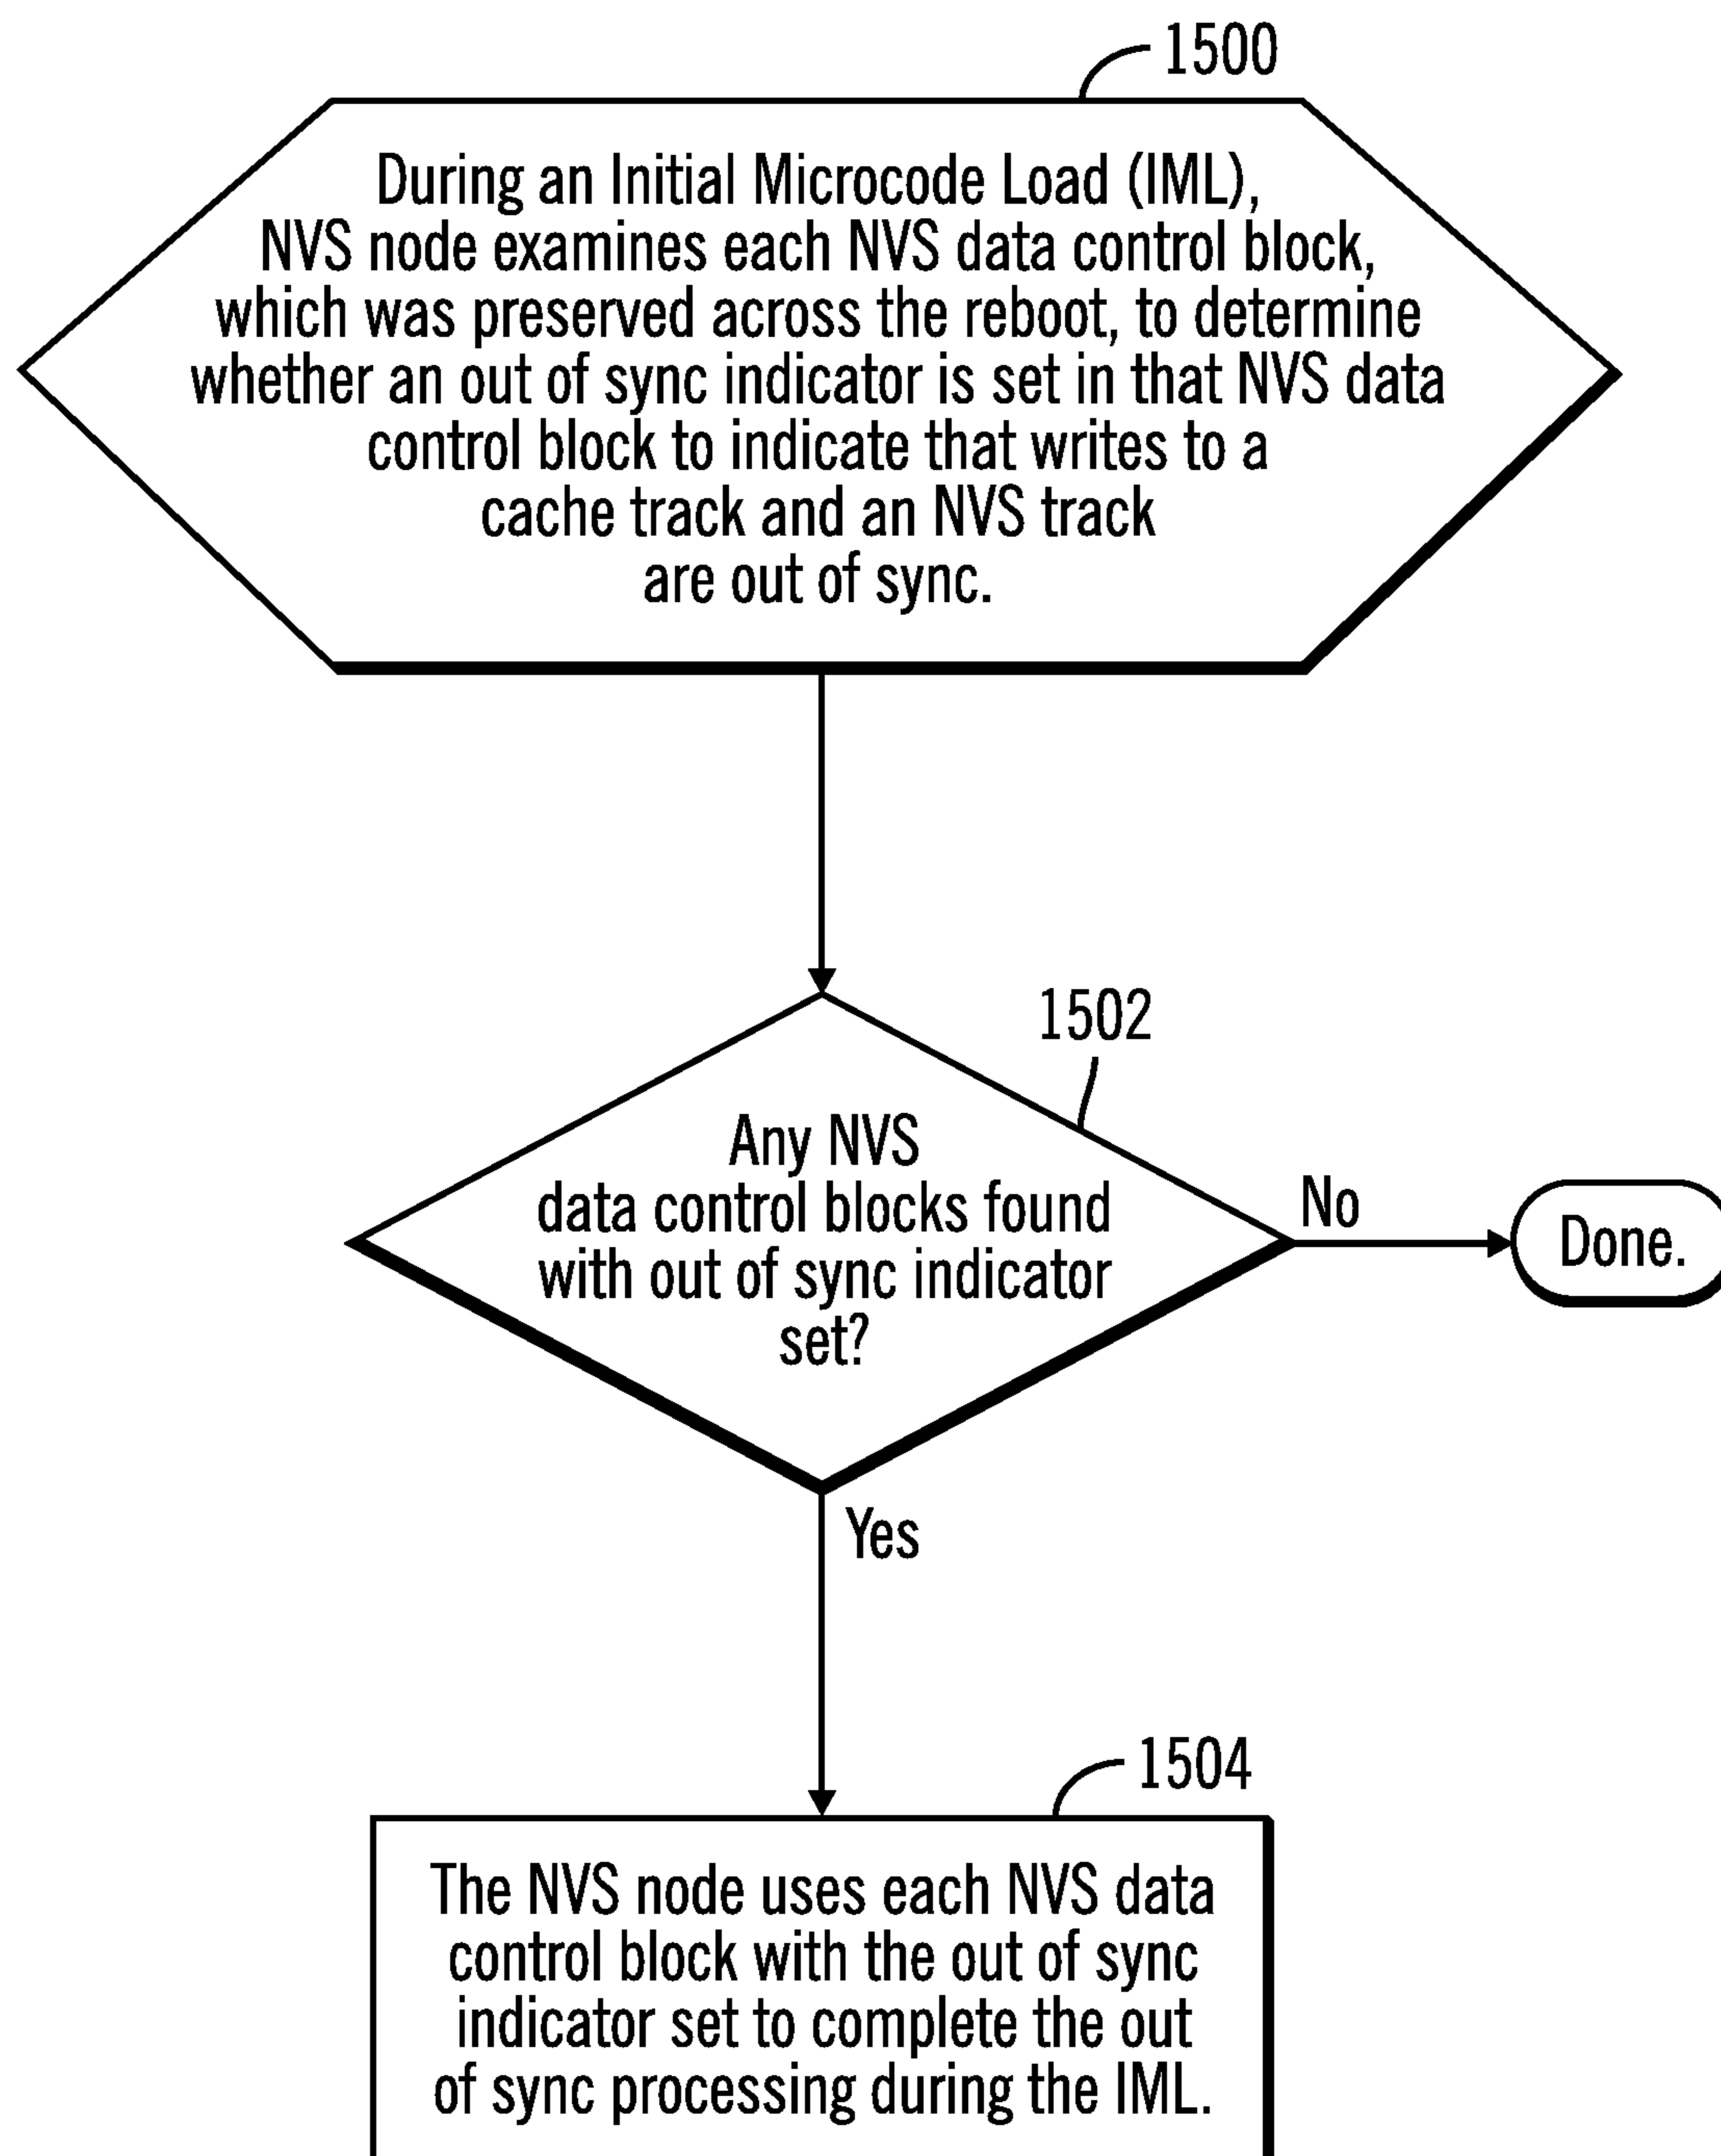 1500
During an Initial Microcode Load (IML),
NVS node examines each NVS data control block,
which was preserved across the reboot, to determine
whether an out of sync indicator is set in that NVS data
control block to indicate that writes to a
cache track and an NVS track
are out of sync.
1502
Any NVS
data control blocks found
with out of sync indicator
set?
No
Done.
Yes
1504
The NVS node uses each NVS data
control block with the out of sync
indicator set to complete the out
of sync processing during the IML.